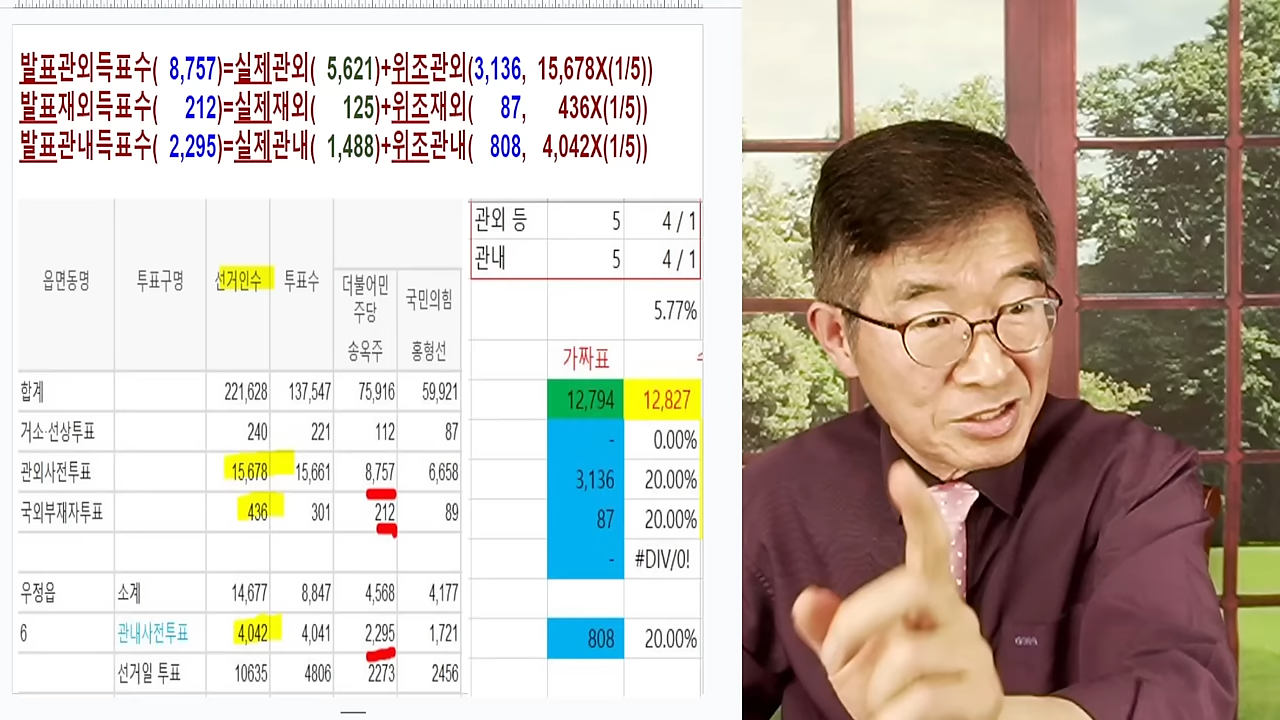 발표관외득표수( 8,757)=실제관외( 5,621)+위조관외(3,136, 15,678X(1/5))
발표재외득표수( 212)=실제재외( 125)+위조재외( 87, 436X(1/5))
발표관내득표수( 2,295)=실제관내( 1,488)+위조관내( 808, 4,042X(1/5))
관외 등 5 4 / 1
관내 5 4 / 1
5.77%
읍면동명 투표구명 선거인수 투표수 더불어민주당 송옥주 국민의힘 홍형선
가짜표
합계 221,628 137,547 75,916 59,921 12,794 12,827
거소·선상투표 240 221 112 87 - 0.00%
관외사전투표 15,678 15,661 8,757 6,658 3,136 20.00%
국외부재자투표 436 301 212 89 87 20.00%
- #DIV/0!
우정읍 소계 14,677 8,847 4,568 4,177
6 관내사전투표 4,042 4,041 2,295 1,721 808 20.00%
선거일 투표 10635 4806 2273 2456